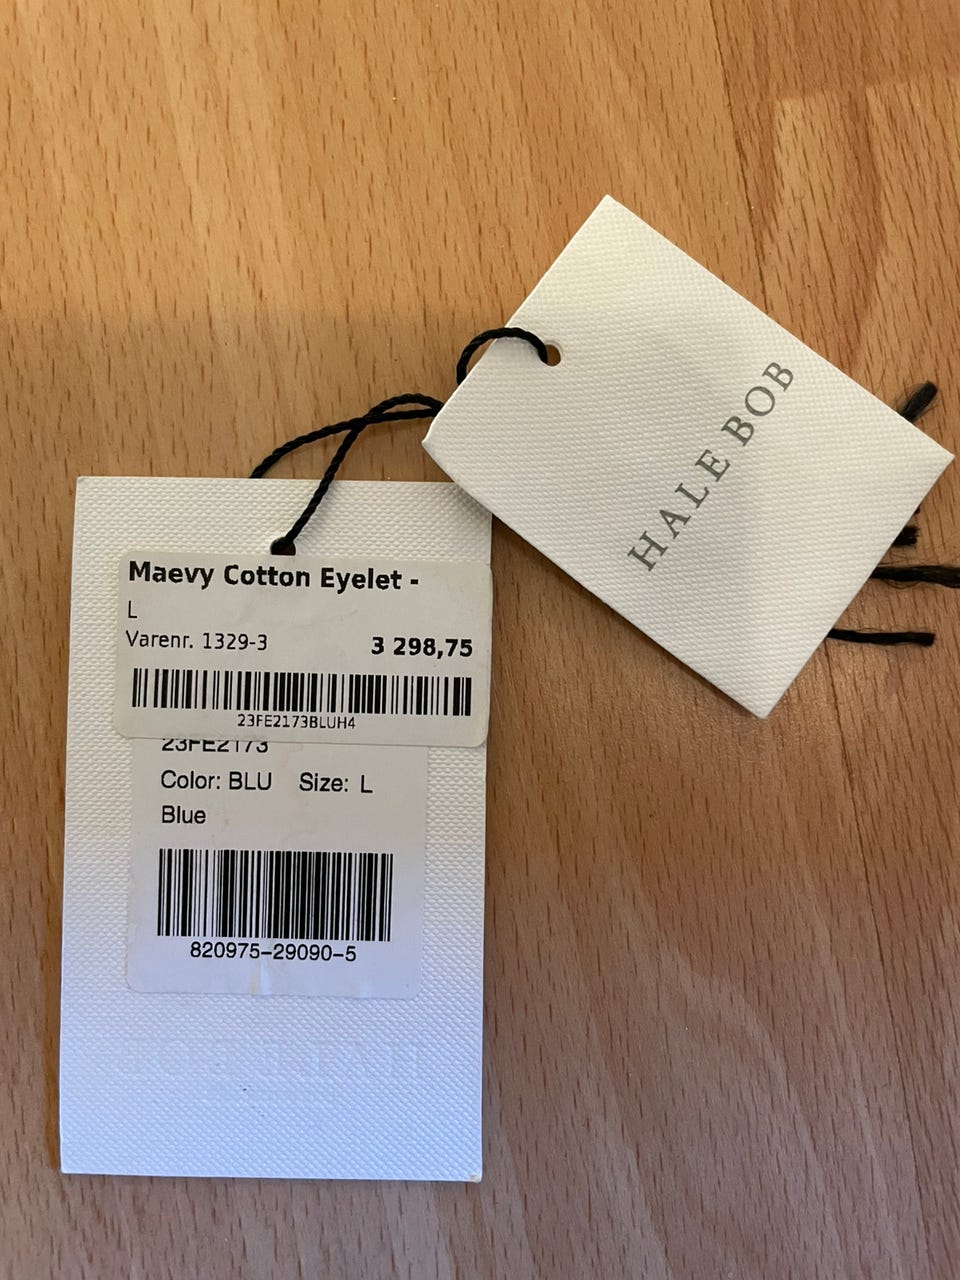 HALE BOB
Maevy Cotton Eyelet -
L
Varenr. 1329-3 3 298,75
23FE2173BLUH4
23FE2173
Color: BLU Size: L
Blue
820975-29090-5